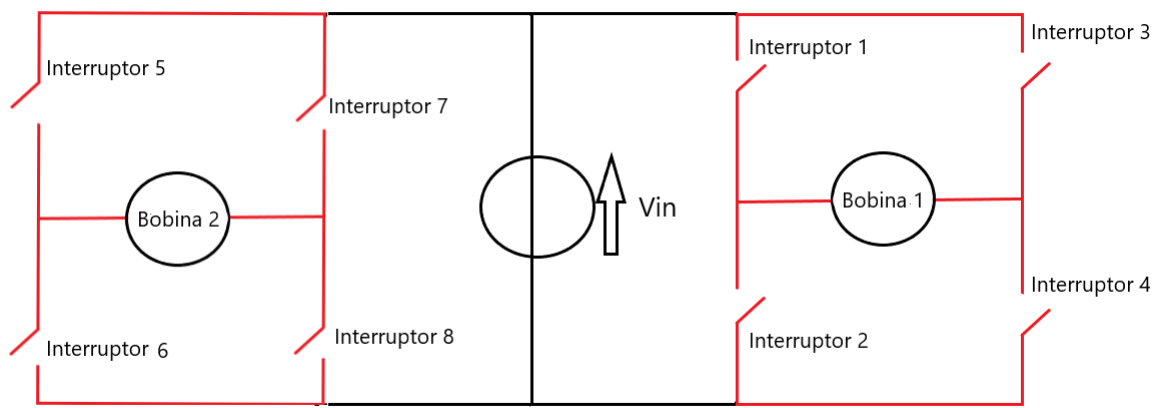 Interruptor 5
Interruptor 7
Bobina 2
Interruptor 6
Interruptor 8
Vin
Interruptor 1
Interruptor 3
Bobina 1
Interruptor 4
Interruptor 2